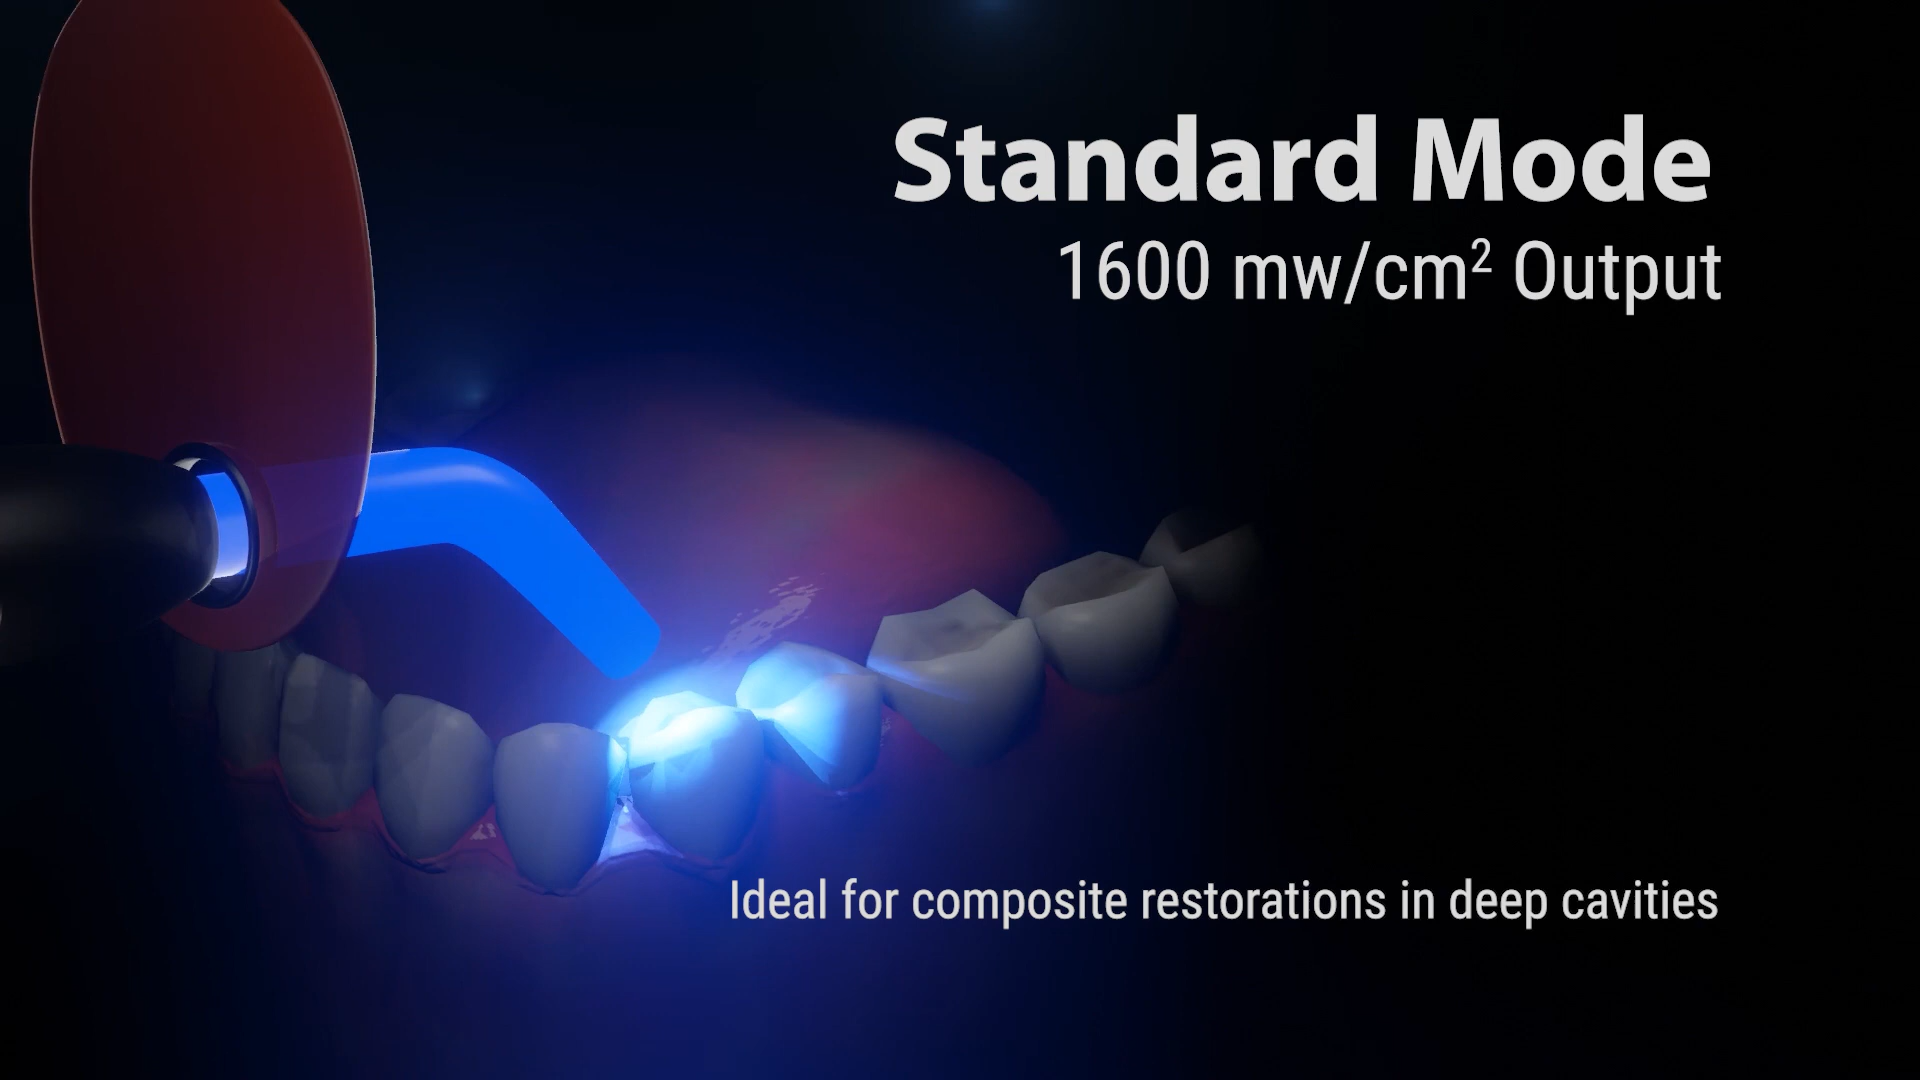 Standard Mode
1600 mw/cm² Output
Ideal for composite restorations in deep cavities